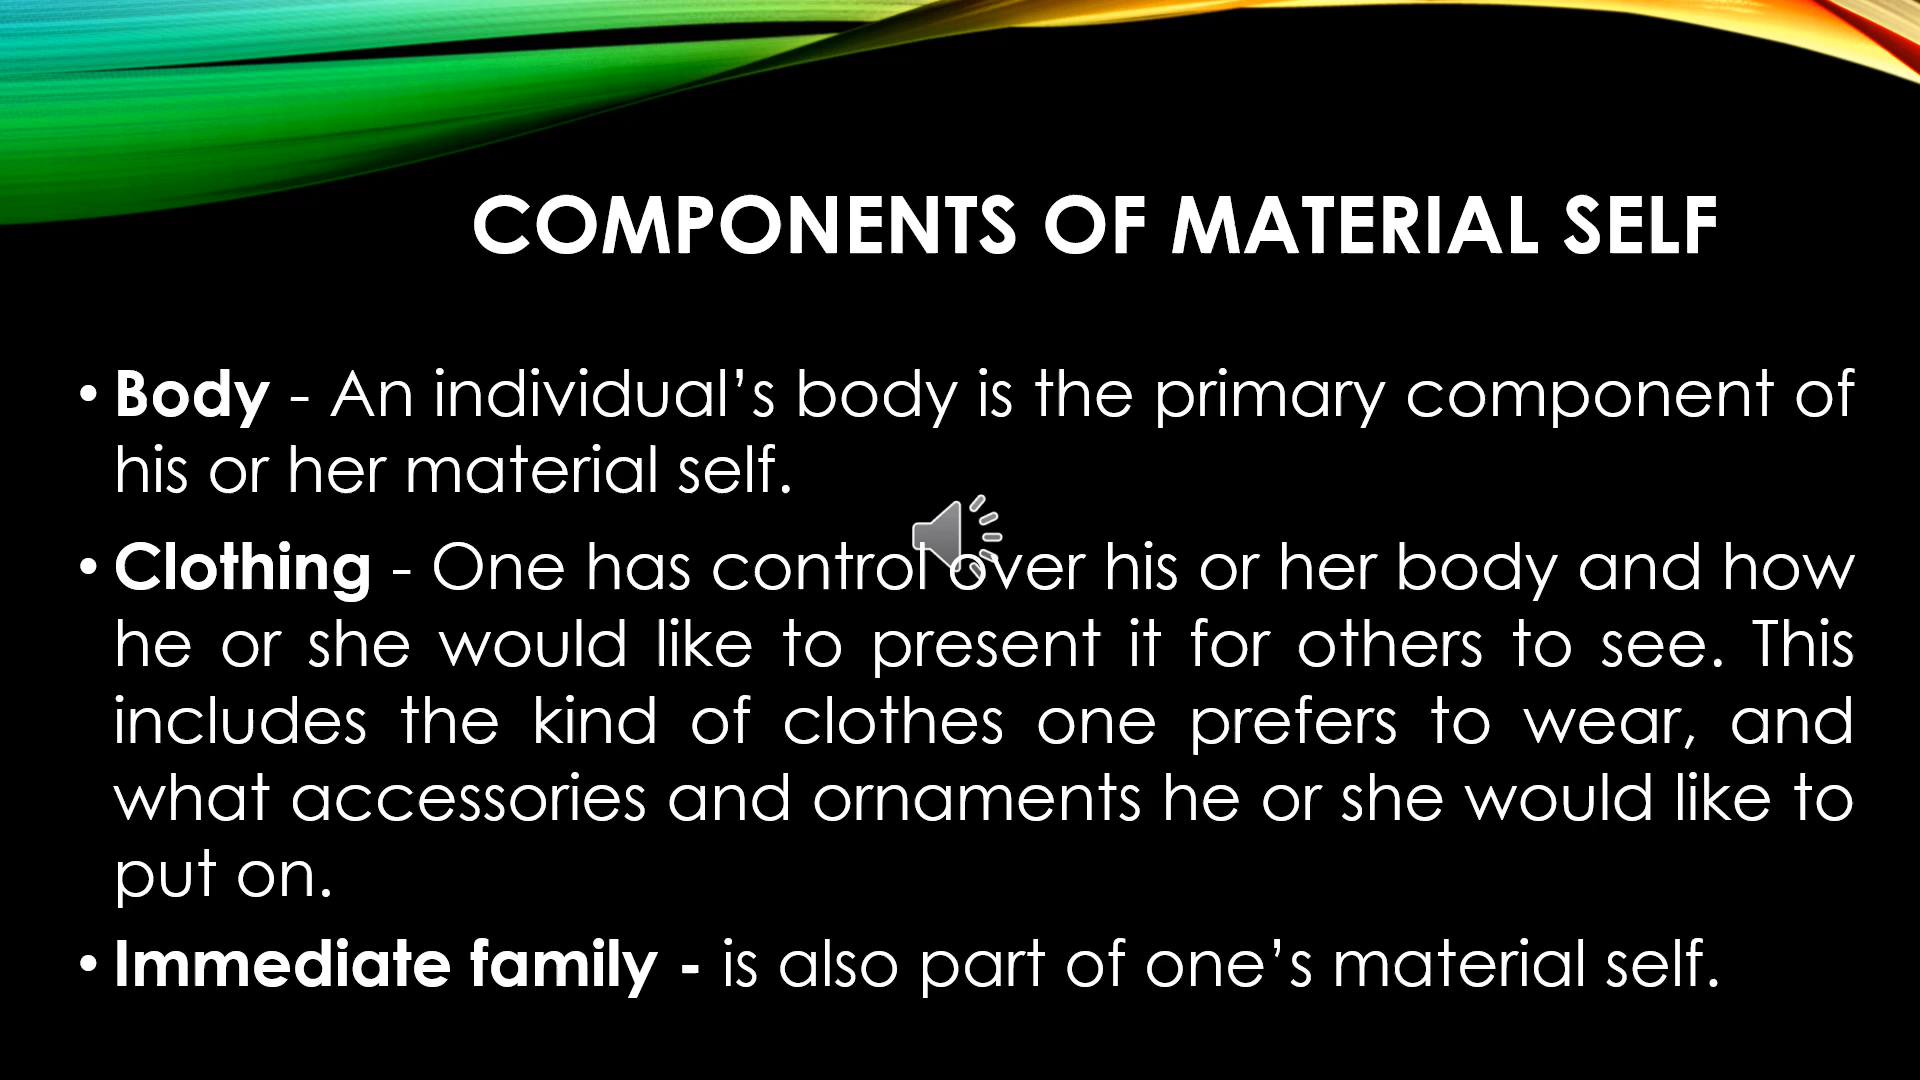 COMPONENTS OF MATERIAL SELF
• Body - An individual’s body is the primary component of
his or her material self.
• Clothing - One has control over his or her body and how
he or she would like to present it for others to see. This
includes the kind of clothes one prefers to wear, and
what accessories and ornaments he or she would like to
put on.
• Immediate family - is also part of one’s material self.